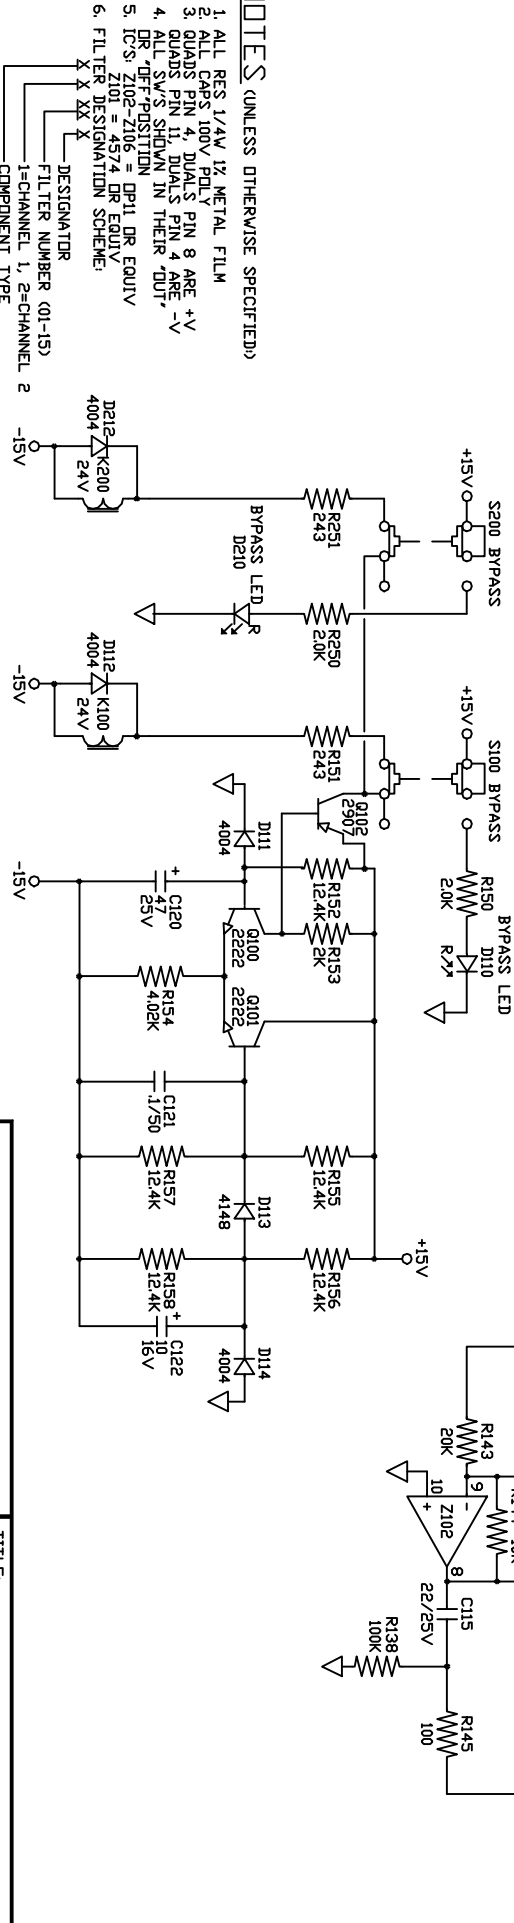 NOTES (UNLESS OTHERWISE SPECIFIED:)
1. ALL RES 1/4W 1% METAL FILM
2. ALL CAPS 100V POLY
3. QUADS PIN 4, DUALS PIN 8 ARE +V
QUADS PIN 11, DUALS PIN 4 ARE -V
4. ALL SW'S SHOWN IN THEIR "OUT",
OR "OFF"POSITION
5. IC'S: Z102-Z106 = OP11 OR EQUIV
Z101 = 4574 OR EQUIV
6. FILTER DESIGNATION SCHEME:
X X XX X
DESIGNATOR
FILTER NUMBER (01-15)
1=CHANNEL 1, 2=CHANNEL 2
COMPONENT TYPE
S200 BYPASS
+15V
R251
243
R250
2.0K
BYPASS LED
D210
R
D212
4004
K200
24V
-15V
S100 BYPASS
+15V
R150
2.0K
BYPASS LED
D110
R
R151
243
D112
4004
K100
24V
-15V
Q102
2907
D111
4004
R152
12.4K
R153
2K
C120
47
25V
+
-15V
Q100
2222
Q101
2222
R154
4.02K
C121
.1/50
R157
12.4K
R155
12.4K
D113
4148
R158
12.4K
R156
12.4K
+15V
C122
10
16V
+
D114
4004
R143
20K
9
10
-
+
Z102
8
C115
22/25V
R138
100K
R145
100
TITLE: